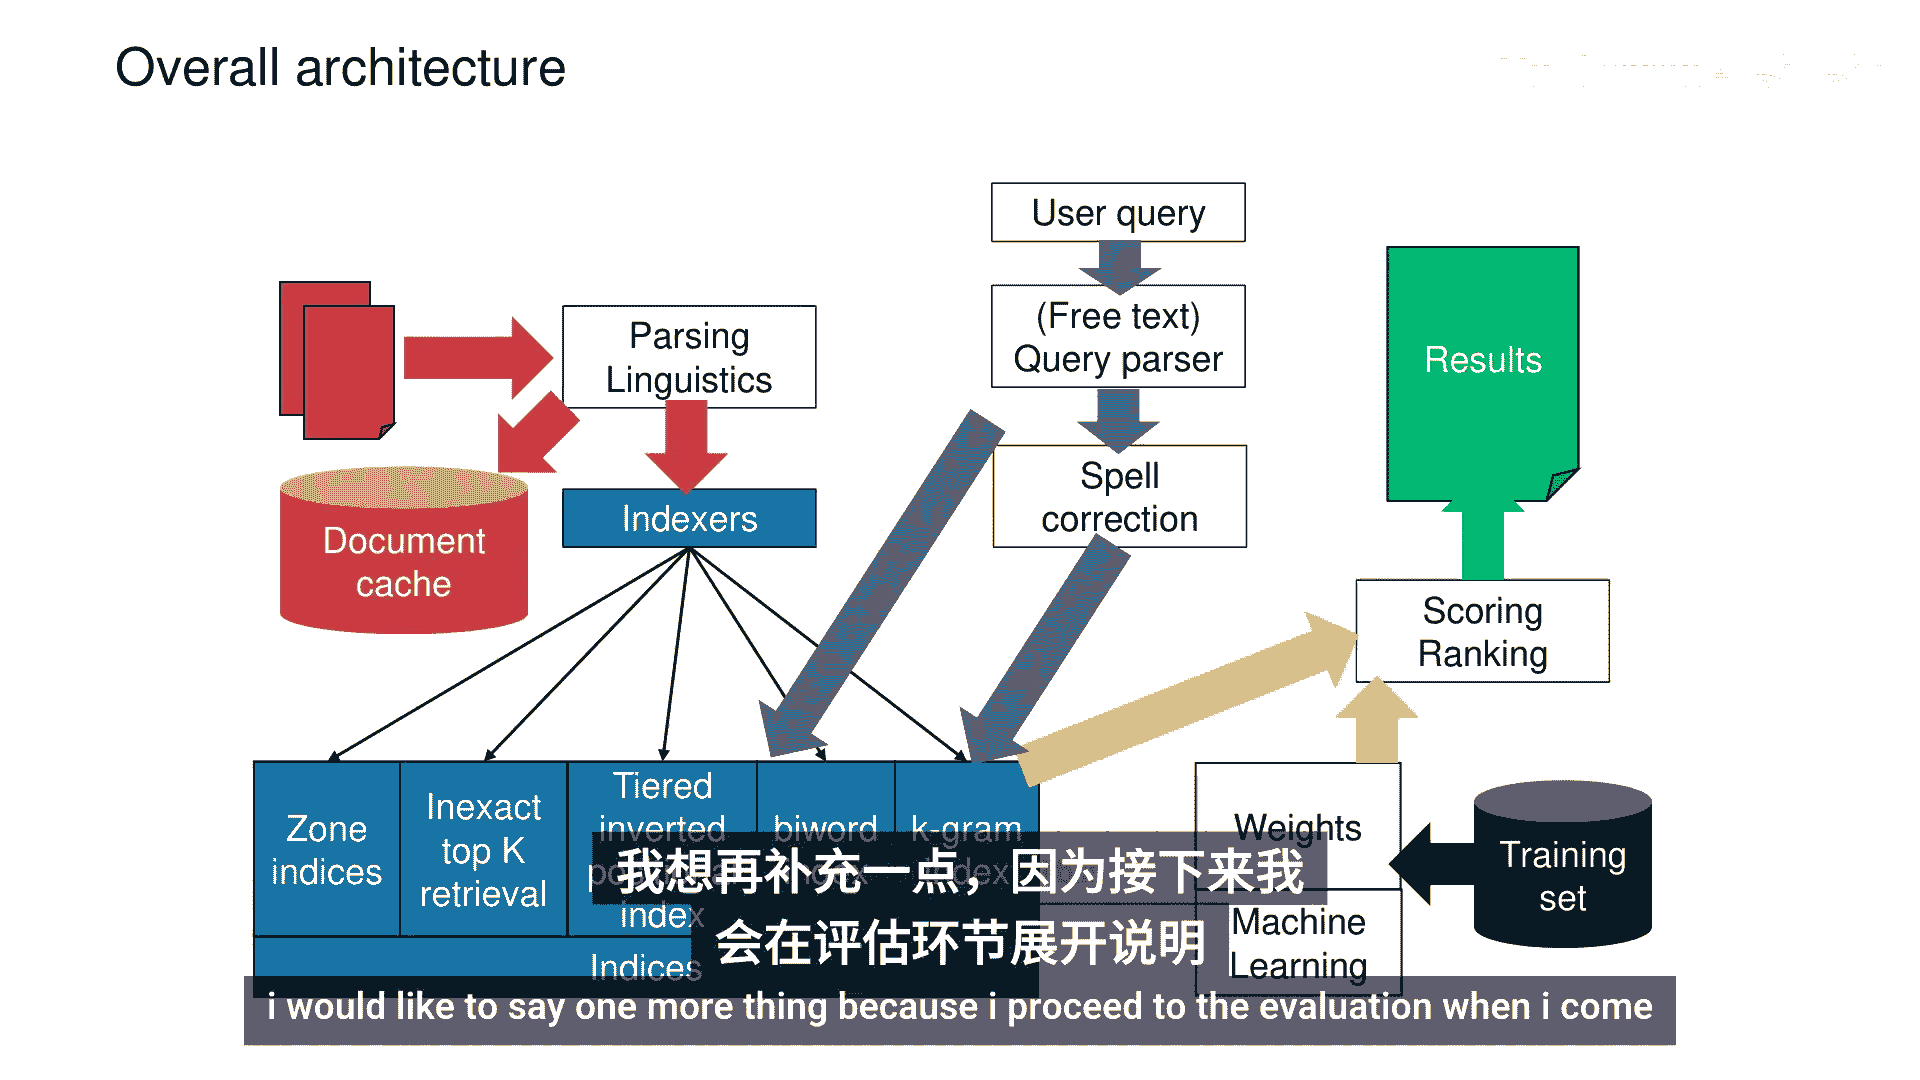 Overall architecture
User query
(Free text)
Query parser
Spell
correction
Parsing
Linguistics
Indexers
Document
cache
Results
Scoring
Ranking
Zone
indices
Inexact
top K
retrieval
Tiered
inverted
index
biword
index
k-gram
index
Indices
Weights
Machine
Learning
Training
set
我想再补充一点，因为接下来我
会在评估环节展开说明
i would like to say one more thing because i proceed to the evaluation when i come